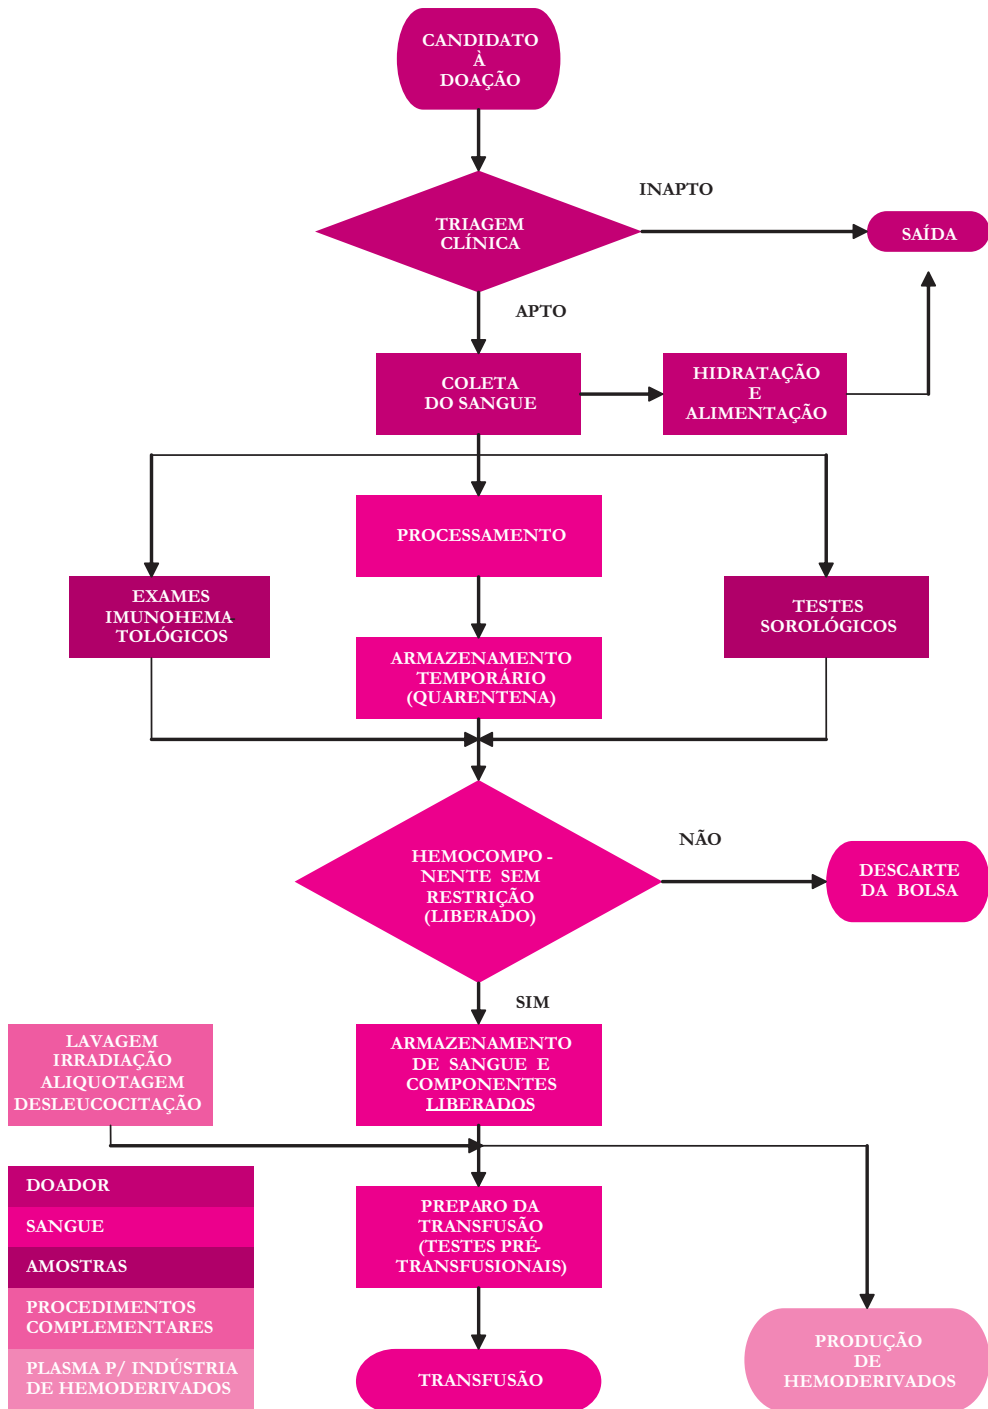 CANDIDATO
À
DOAÇÃO
TRIAGEM
CLÍNICA
INAPTO
SAÍDA
APTO
COLETA
DO SANGUE
HIDRATAÇÃO
E
ALIMENTAÇÃO
PROCESSAMENTO
EXAMES
IMUNOHEMA
TOLÓGICOS
TESTES
SOROLÓGICOS
ARMAZENAMENTO
TEMPORÁRIO
(QUARENTENA)
HEMOCOMPO -
NENTE SEM
RESTRIÇÃO
(LIBERADO)
NÃO
DESCARTE
DA BOLSA
SIM
LAVAGEM
IRRADIAÇÃO
ALIQUOTAGEM
DESLEUCOCITAÇÃO
ARMAZENAMENTO
DE SANGUE E
COMPONENTES
LIBERADOS
DOADOR
SANGUE
AMOSTRAS
PROCEDIMENTOS
COMPLEMENTARES
PLASMA P/ INDÚSTRIA
DE HEMODERIVADOS
PREPARO DA
TRANSFUSÃO
(TESTES PRÉ-
TRANSFUSIONAIS)
TRANSFUSÃO
PRODUÇÃO
DE
HEMODERIVADOS